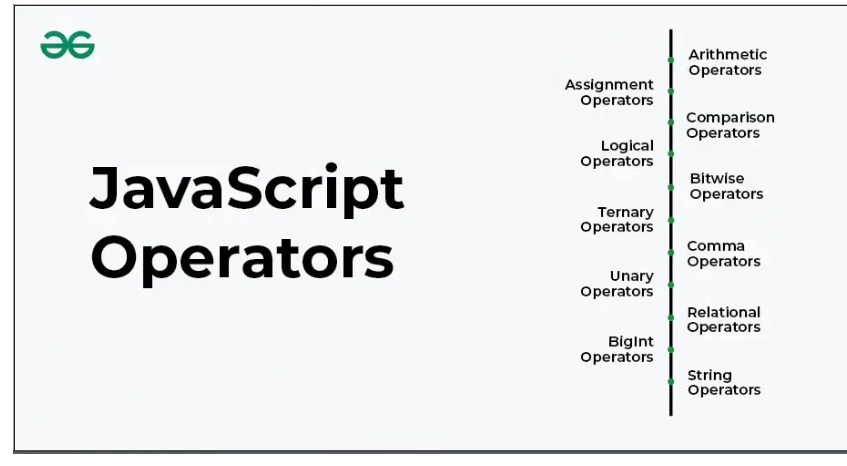 JavaScript
Operators
Arithmetic
Operators
Assignment
Operators
Comparison
Operators
Logical
Operators
Bitwise
Operators
Ternary
Operators
Comma
Operators
Unary
Operators
Relational
Operators
BigInt
Operators
String
Operators